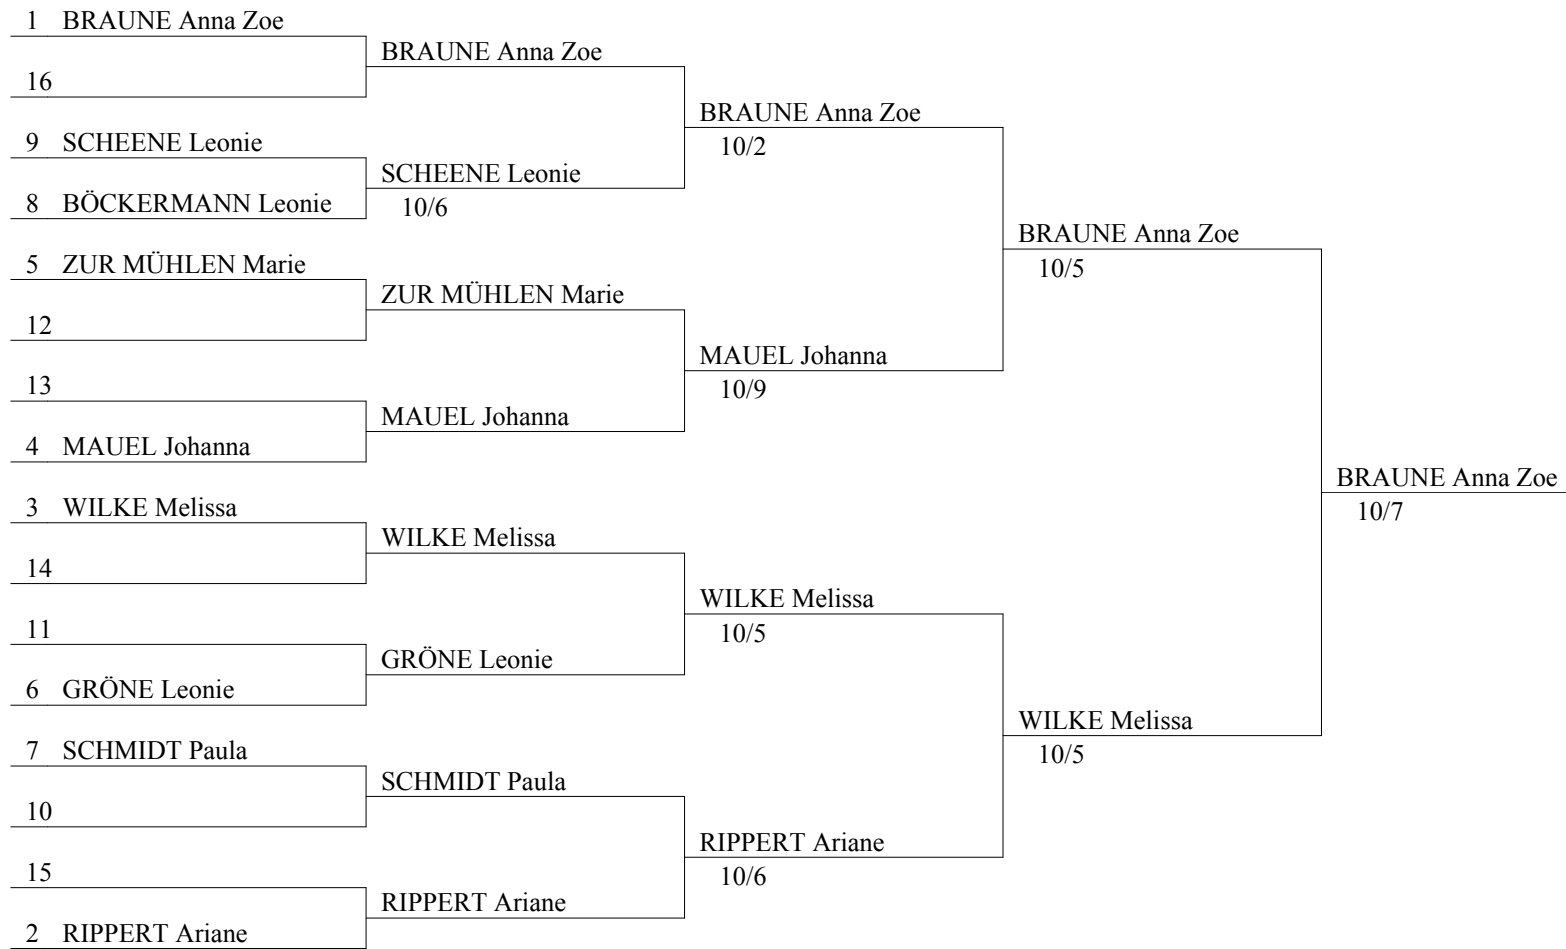 1 BRAUNE Anna Zoe
16
9 SCHEENE Leonie
8 BÖCKERMANN Leonie
5 ZUR MÜHLEN Marie
12
13
4 MAUEL Johanna
3 WILKE Melissa
14
11
6 GRÖNE Leonie
7 SCHMIDT Paula
10
15
2 RIPPERT Ariane
BRAUNE Anna Zoe
SCHEENE Leonie
10/6
ZUR MÜHLEN Marie
MAUEL Johanna
WILKE Melissa
GRÖNE Leonie
SCHMIDT Paula
RIPPERT Ariane
BRAUNE Anna Zoe
10/2
MAUEL Johanna
10/9
WILKE Melissa
10/5
RIPPERT Ariane
10/6
BRAUNE Anna Zoe
10/5
WILKE Melissa
10/5
BRAUNE Anna Zoe
10/7